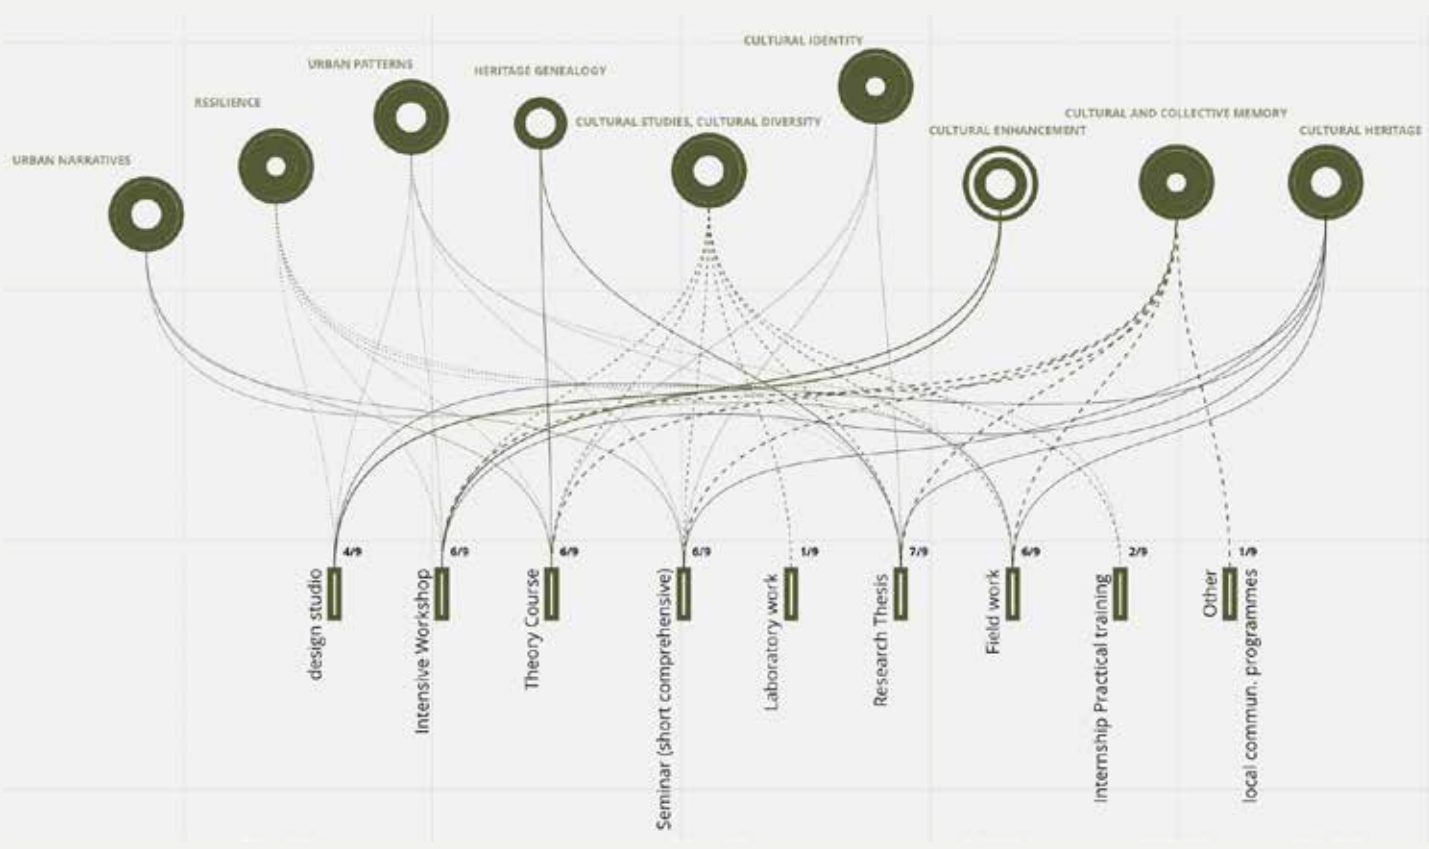 CULTURAL IDENTITY
URBAN PATTERNS
HERITAGE GENEALOGY
RSSILIENCE
CULTURAL STUDIES, CULTURAL DIVERSITY
CULTURAL AND COLLECTIVE MEMORY
CULTURAL ENHANCEMENT
CULTURAL HERITAGE
URBAN NARRATIVES
4/9
6/9
6/9
6/9
1/9
7/9
6/9
2/9
1/9
design studio
Intensive Workshop
Theory Course
Seminar (short comprehensive)
Laboratory work
Research Thesis
Field work
Internship Practical training
Other
local commun. programmes